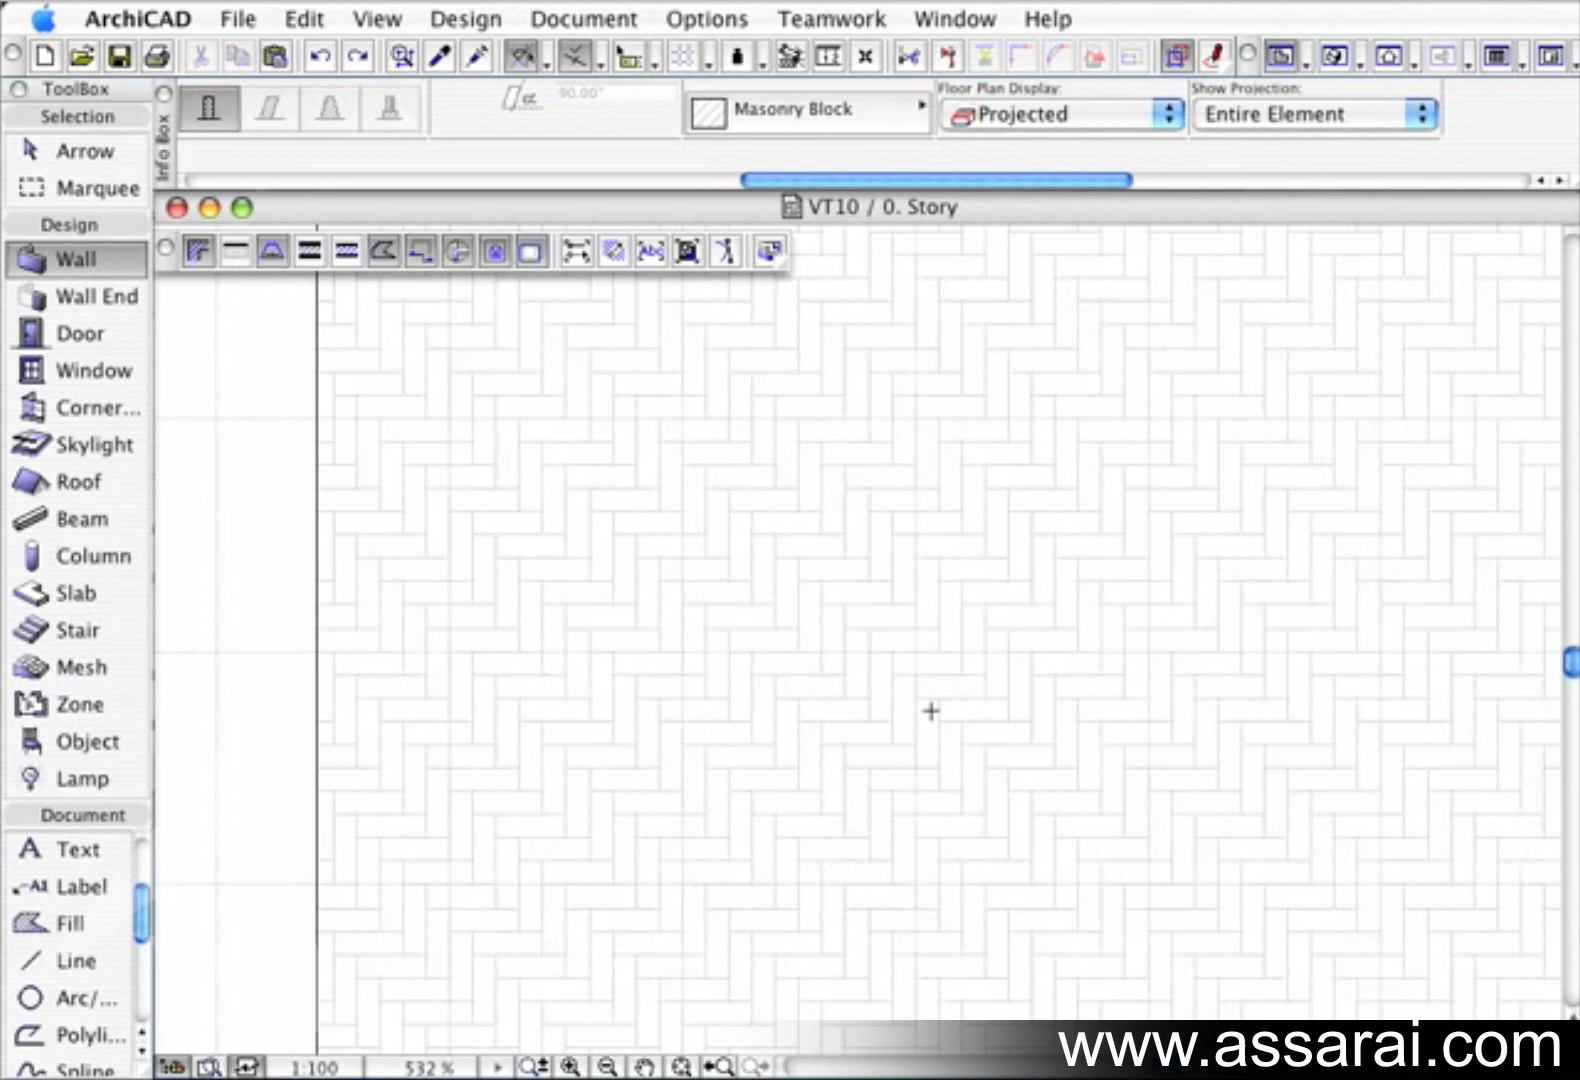 ArchiCAD File Edit View Design Document Options Teamwork Window Help
ToolBox
Selection
Arrow
Marquee
Design
Wall
Wall End
Door
Window
Corner...
Skylight
Roof
Beam
Column
Slab
Stair
Mesh
Zone
Object
Lamp
Document
Text
A1 Label
Fill
Line
Arc/...
Polyli...
Spline
Info Box
α
90.00°
Masonry Block
Floor Plan Display:
Projected
Show Projection:
Entire Element
VT10 / 0. Story
Abc
1:100
532 %
www.assarai.com